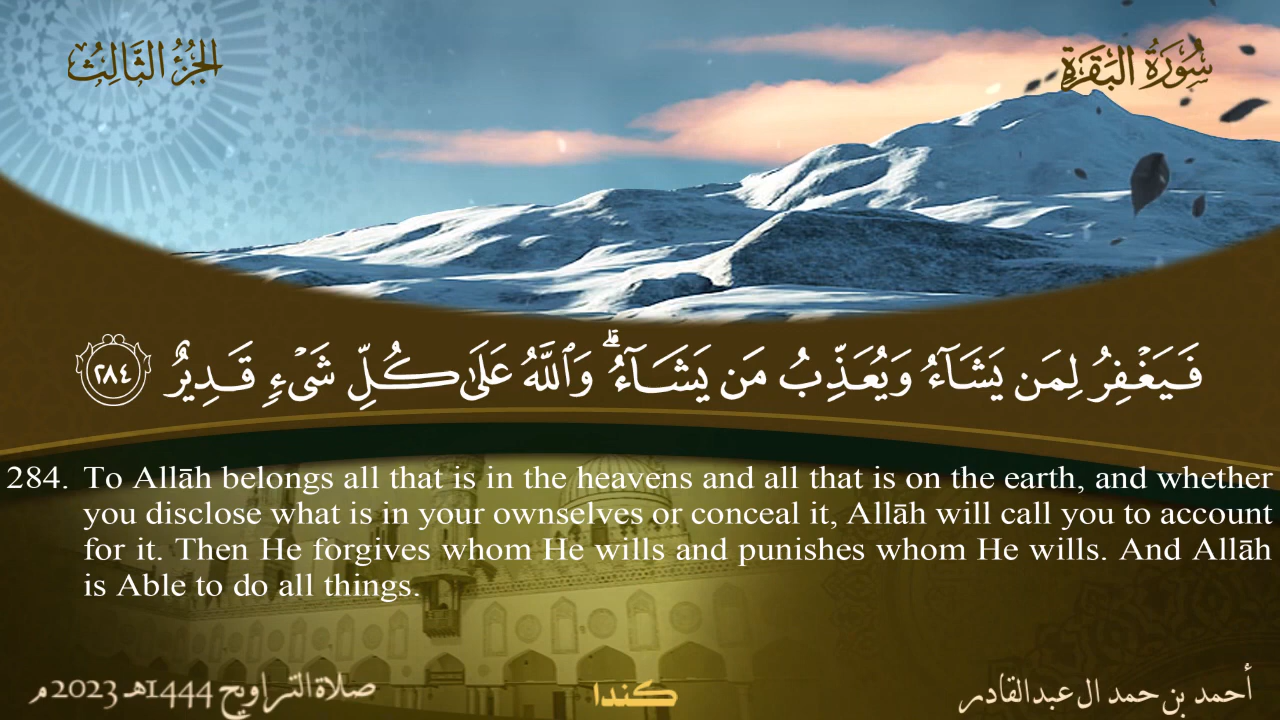 سُورَةُ البَقَرَةِ
الجُزْءُ الثَّالِثُ
فَيَغْفِرُ لِمَن يَشَآءُ وَيُعَذِّبُ مَن يَشَآءُ ۗ وَٱللَّهُ عَلَىٰ كُلِّ شَىْءٍ قَدِيرٌ ٢٨٤
284. To Allāh belongs all that is in the heavens and all that is on the earth, and whether
you disclose what is in your ownselves or conceal it, Allāh will call you to account
for it. Then He forgives whom He wills and punishes whom He wills. And Allāh
is Able to do all things.
أحمد بن حمد ال عبدالقادر
كندا
صلاة التراويح 1444هـ 2023م